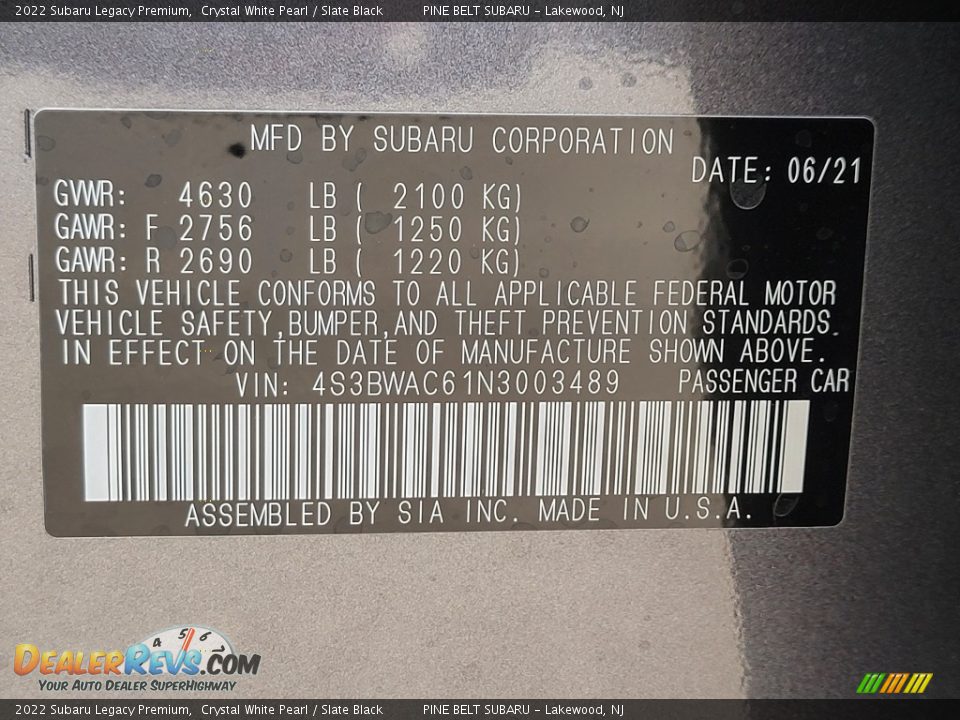 2022 Subaru Legacy Premium, Crystal White Pearl / Slate Black PINE BELT SUBARU - Lakewood, NJ
MFD BY SUBARU CORPORATION
DATE: 06/21
GVWR: 4630 LB ( 2100 KG)
GAWR: F 2756 LB ( 1250 KG)
GAWR: R 2690 LB ( 1220 KG)
THIS VEHICLE CONFORMS TO ALL APPLICABLE FEDERAL MOTOR
VEHICLE SAFETY,BUMPER,AND THEFT PREVENTION STANDARDS.
IN EFFECT ON THE DATE OF MANUFACTURE SHOWN ABOVE.
VIN: 4S3BWAC61N3003489 PASSENGER CAR
ASSEMBLED BY SIA INC. MADE IN U.S.A.
4 5 6
DEALERREVS.COM
YOUR AUTO DEALER SUPERHIGHWAY
2022 Subaru Legacy Premium, Crystal White Pearl / Slate Black PINE BELT SUBARU - Lakewood, NJ